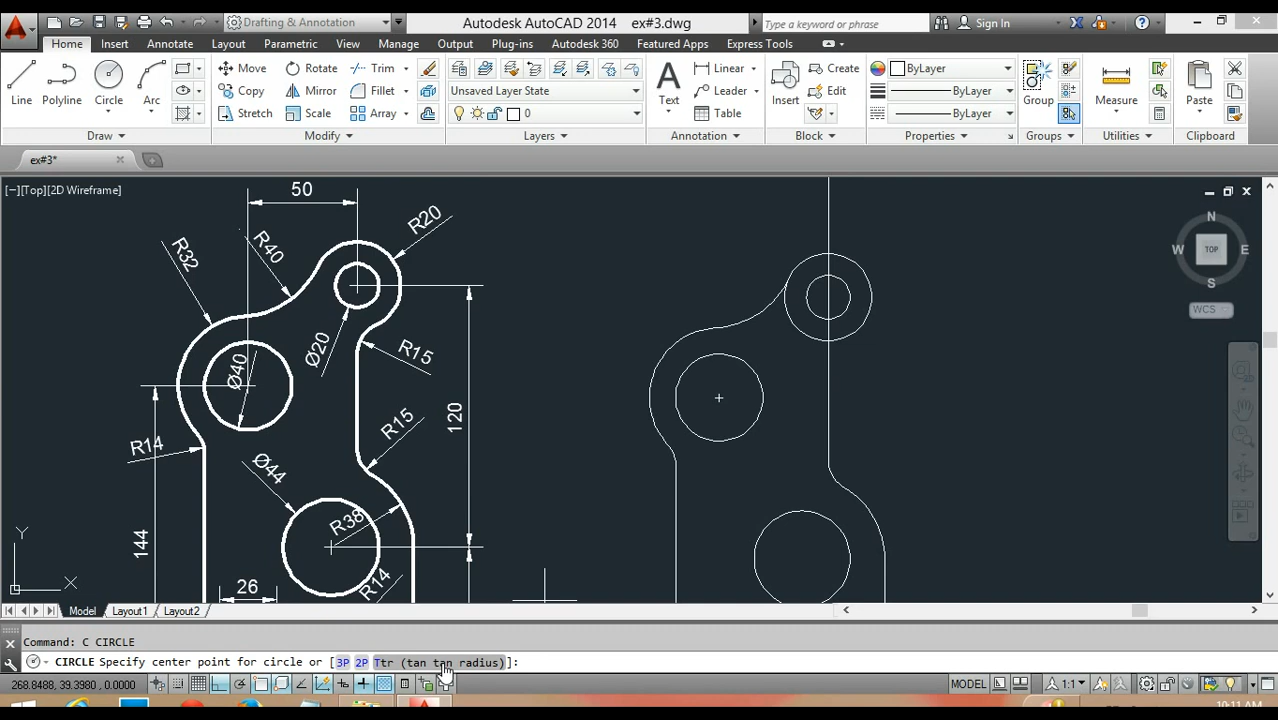 Drafting & Annotation
Autodesk AutoCAD 2014 ex#3.dwg
Type a keyword or phrase
Sign In
Home Insert Annotate Layout Parametric View Manage Output Plug-ins Autodesk 360 Featured Apps Express Tools
Line
Polyline
Circle
Arc
Move
Rotate
Trim
Copy
Mirror
Fillet
Stretch
Scale
Array
Unsaved Layer State
0
Text
Linear
Leader
Table
Insert
Create
Edit
ByLayer
ByLayer
ByLayer
Group
Measure
Paste
Draw
Modify
Layers
Annotation
Block
Properties
Groups
Utilities
Clipboard
ex#3*
[−][Top][2D Wireframe]
50
R20
R40
R32
Ø20
R15
Ø40
120
R15
R14
Ø44
R38
144
26
R14
N
W
TOP
E
S
WCS
Y
X
Model Layout1 Layout2
Command: C CIRCLE
CIRCLE Specify center point for circle or [3P 2P Ttr (tan tan radius)]:
268.8488, 39.3980, 0.0000
MODEL
1:1